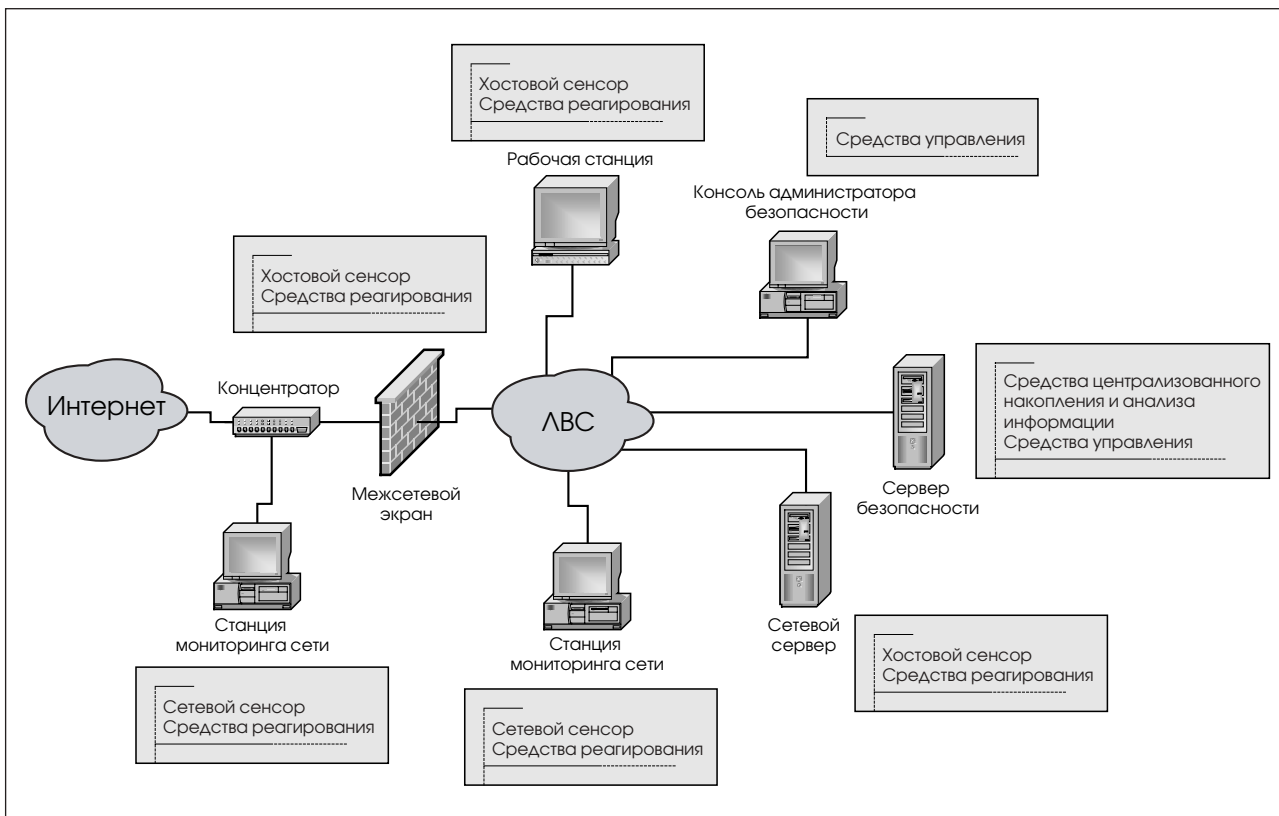 Хостовой сенсор
Средства реагирования
Рабочая станция
Средства управления
Консоль администратора
безопасности
Хостовой сенсор
Средства реагирования
Интернет
Концентратор
Межсетевой
экран
ЛВС
Средства централизованного
накопления и анализа
информации
Средства управления
Сервер
безопасности
Станция
мониторинга сети
Сетевой сенсор
Средства реагирования
Станция
мониторинга сети
Сетевой сенсор
Средства реагирования
Сетевой
сервер
Хостовой сенсор
Средства реагирования